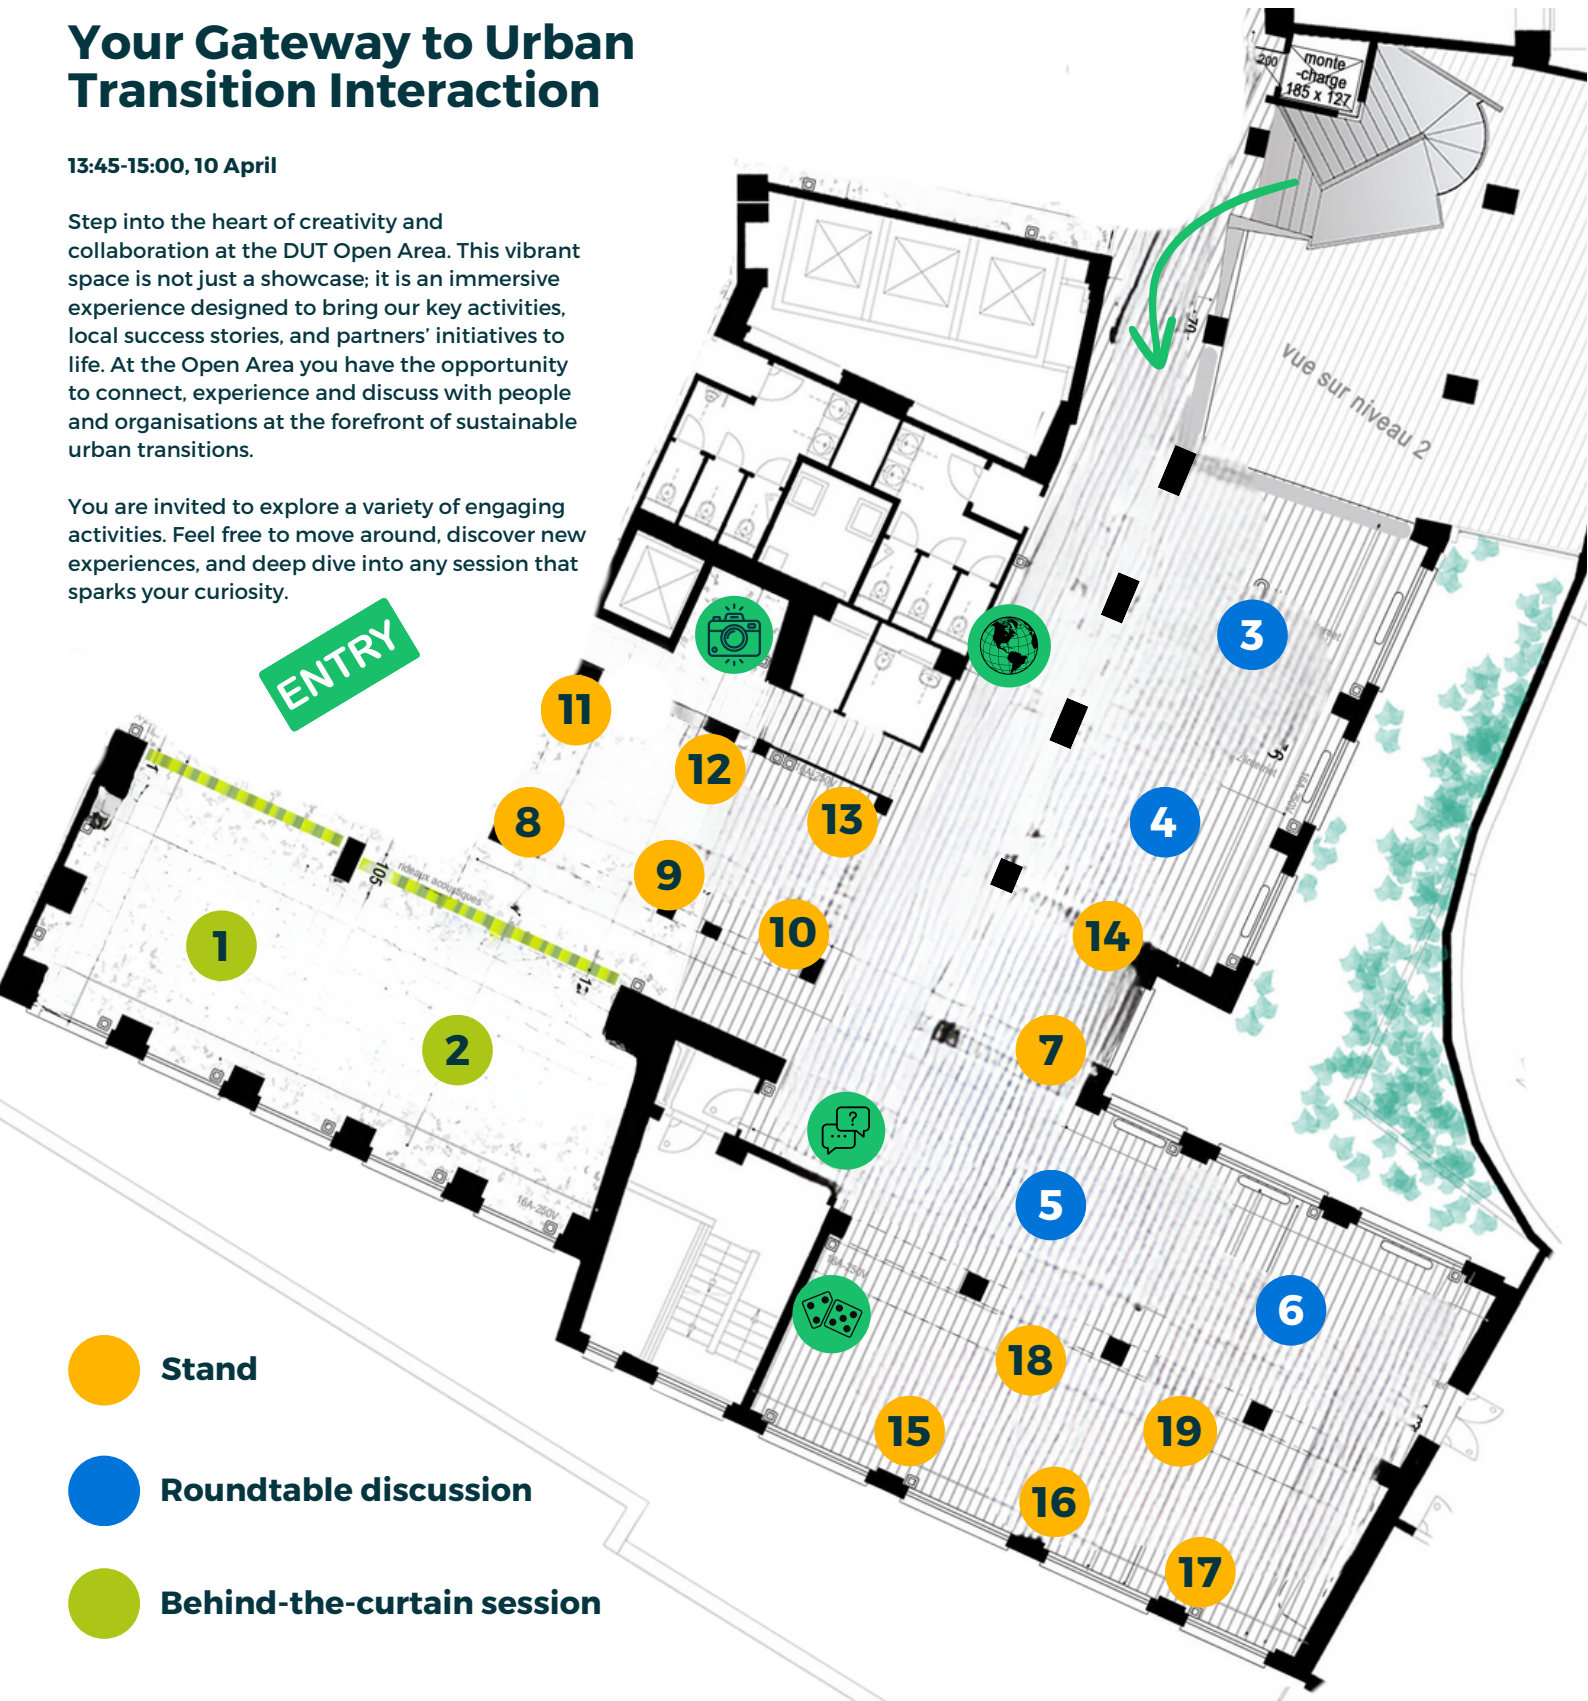 Your Gateway to Urban
Transition Interaction
13:45-15:00, 10 April
Step into the heart of creativity and
collaboration at the DUT Open Area. This vibrant
space is not just a showcase; it is an immersive
experience designed to bring our key activities,
local success stories, and partners’ initiatives to
life. At the Open Area you have the opportunity
to connect, experience and discuss with people
and organisations at the forefront of sustainable
urban transitions.
You are invited to explore a variety of engaging
activities. Feel free to move around, discover new
experiences, and deep dive into any session that
sparks your curiosity.
ENTRY
200
monte
-charge
185 x 127
vue sur niveau 2
3
11
12
13
8
4
9
10
14
105
rideaux acoustiques
1
2
7
?
5
16A-250V
16A-250V
6
18
15
19
16
17
Stand
Roundtable discussion
Behind-the-curtain session